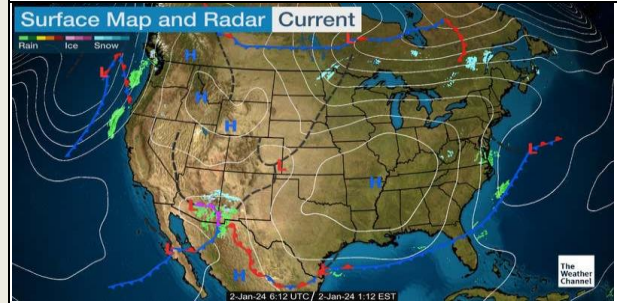 Surface Map and Radar Current
Rain Ice Snow
L
L
H
H
H
L
H
L
L
L
H
L
The
Weather
Channel
2-Jan-24 6:12 UTC / 2-Jan-24 1:12 EST